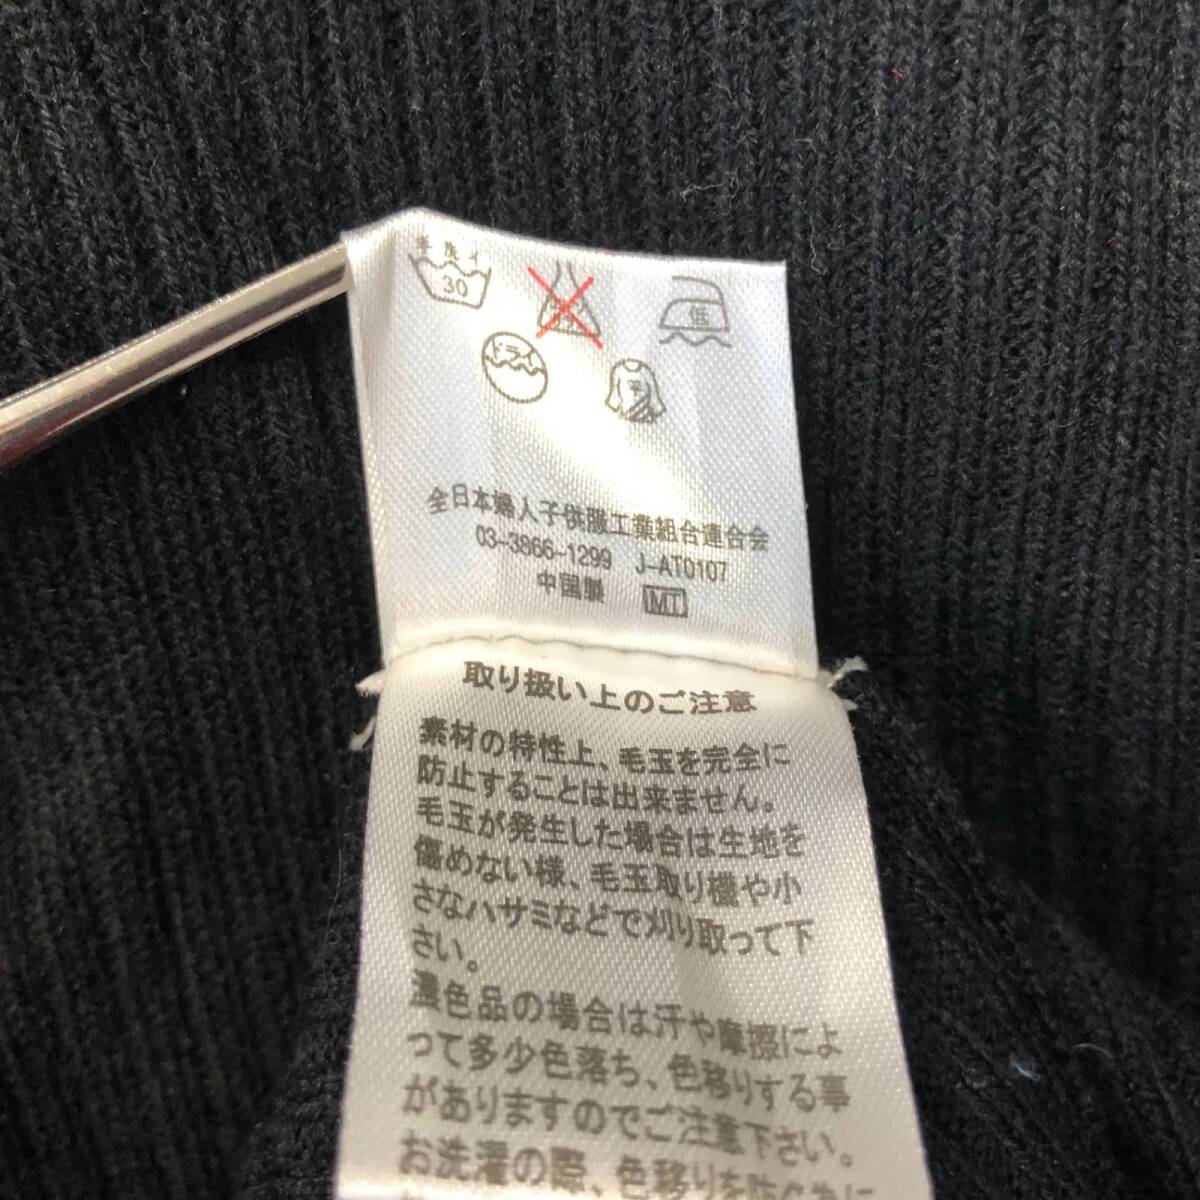 手洗イ
30
低
ドライ
平
全日本婦人子供服工業組合連合会
03-3866-1299 J-AT0107
中国製 MT
取り扱い上のご注意
素材の特性上、毛玉を完全に
防止することは出来ません。
毛玉が発生した場合は生地を
傷めない様、毛玉取り機や小
さなハサミなどで刈り取って下
さい。
濃色品の場合は汗や摩擦によ
って多少色落ち、色移りする事
がありますのでご注意下さい。
お洗濯の際、色移りを防ぐ為に